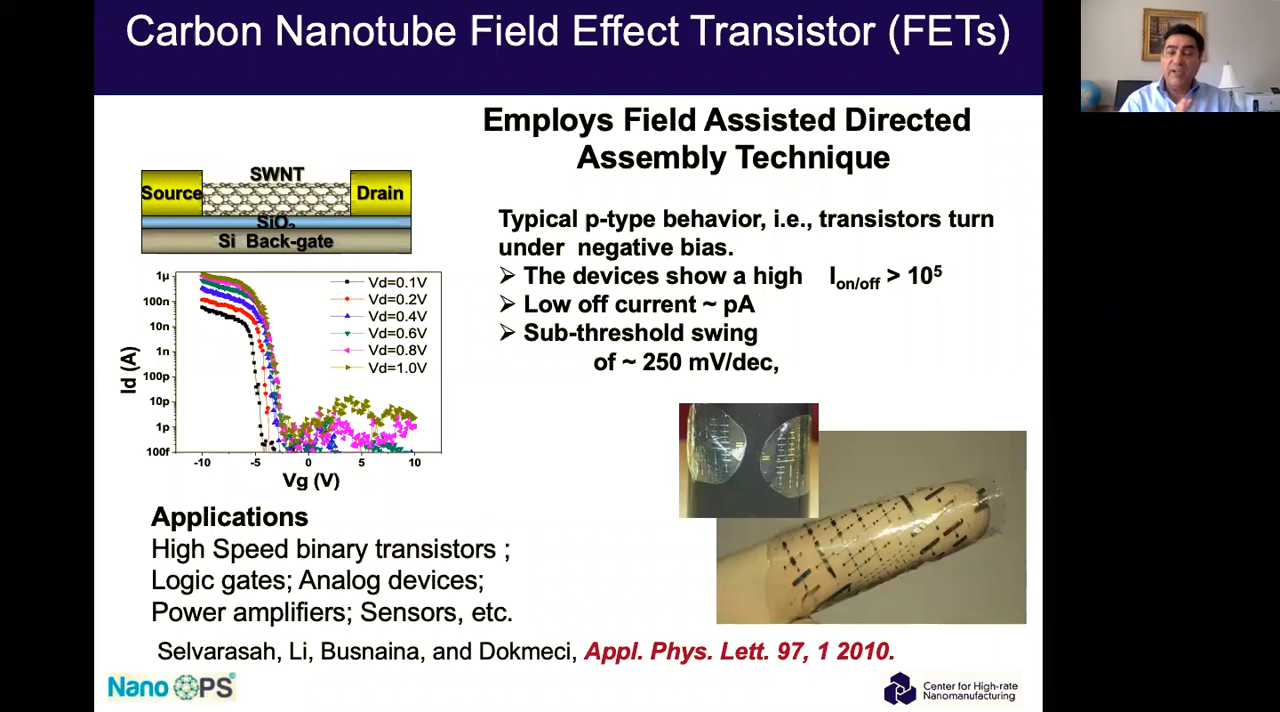 Carbon Nanotube Field Effect Transistor (FETs)
Employs Field Assisted Directed
Assembly Technique
SWNT
Source
Drain
SiO₂
Si Back-gate
Typical p-type behavior, i.e., transistors turn
under negative bias.
➢ The devices show a high I on/off > 10⁵
➢ Low off current ~ pA
➢ Sub-threshold swing
of ~ 250 mV/dec,
Id (A)
1µ
100n
10n
1n
100p
10p
1p
100f
Vd=0.1V
Vd=0.2V
Vd=0.4V
Vd=0.6V
Vd=0.8V
Vd=1.0V
-10 -5 0 5 10
Vg (V)
Applications
High Speed binary transistors ;
Logic gates; Analog devices;
Power amplifiers; Sensors, etc.
Selvarasah, Li, Busnaina, and Dokmeci, Appl. Phys. Lett. 97, 1 2010.
Nano OPS®
Center for High-rate
Nanomanufacturing